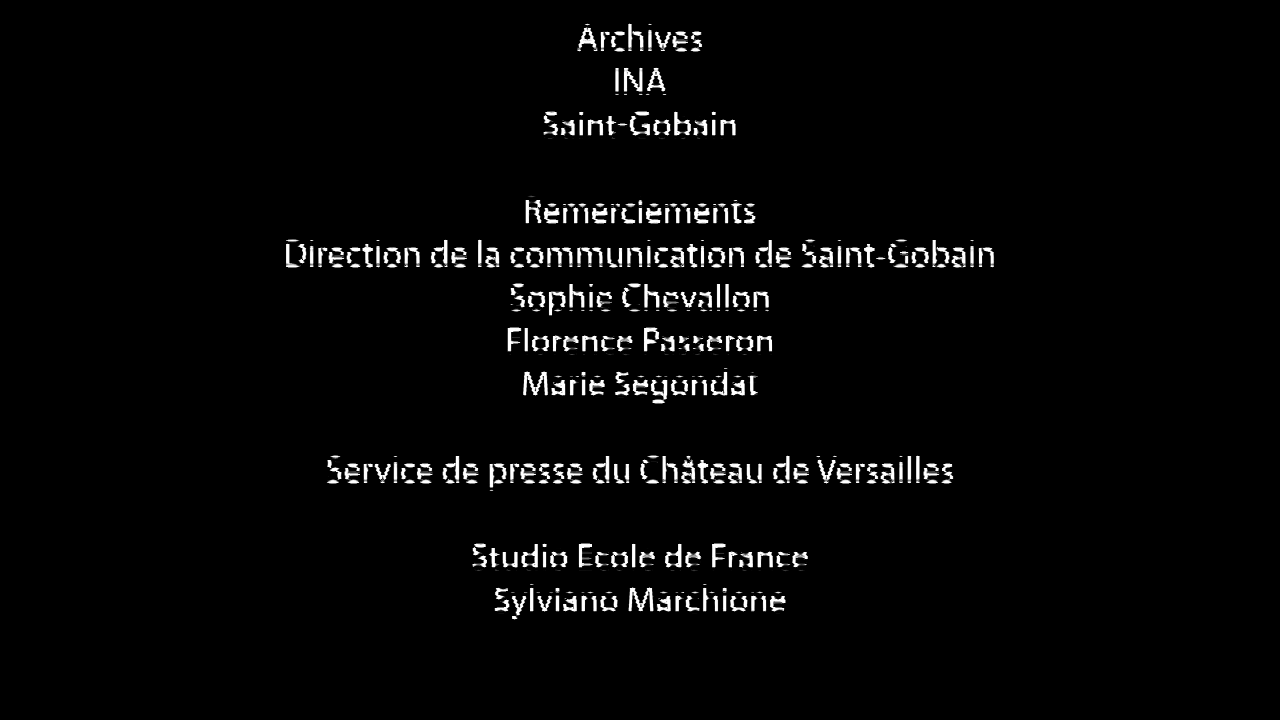 Archives
INA
Saint-Gobain
Remerciements
Direction de la communication de Saint-Gobain
Sophie Chevallon
Florence Passeron
Marie Segondat
Service de presse du Château de Versailles
Studio Ecole de France
Sylviano Marchione